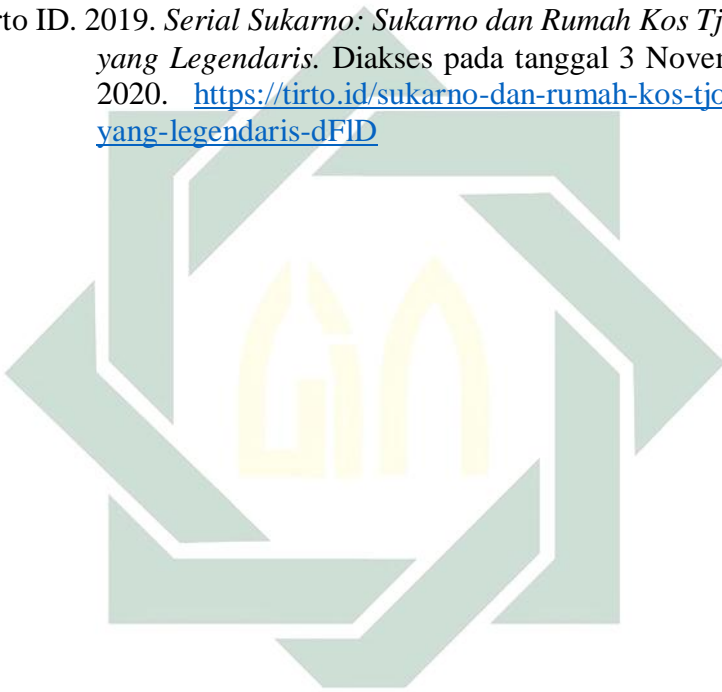 rto ID. 2019. Serial Sukarno: Sukarno dan Rumah Kos Tj
yang Legendaris. Diakses pada tanggal 3 Noven
2020. https://tirto.id/sukarno-dan-rumah-kos-tjo
yang-legendaris-dFlD